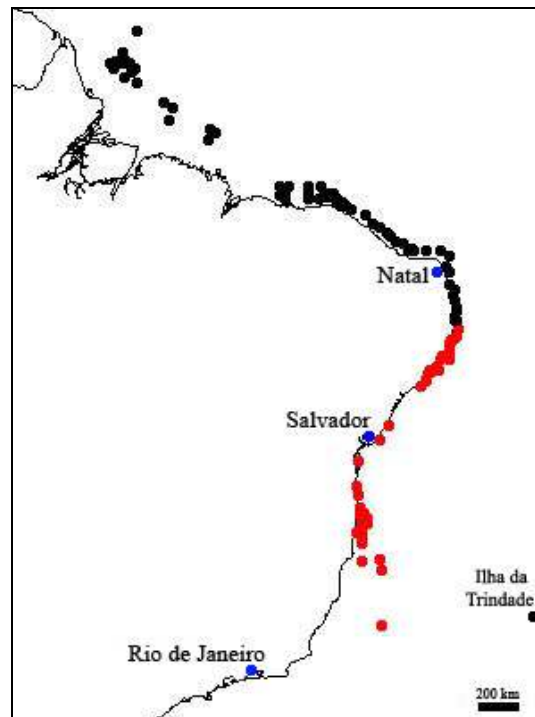 Natal
Salvador
Ilha da
Trindade
Rio de Janeiro
200 km